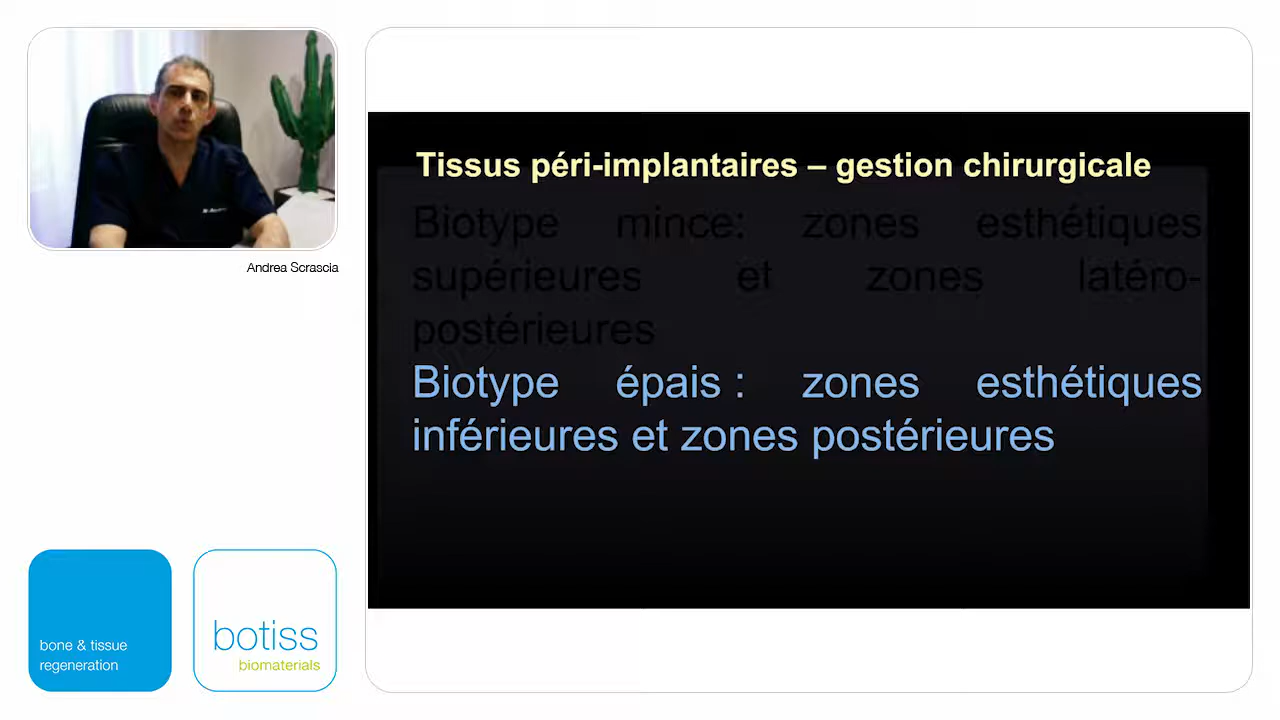 Andrea Scrascia
Tissus péri-implantaires – gestion chirurgicale
Biotype mince: zones esthétiques
supérieures et zones latéro-
postérieures
Biotype épais : zones esthétiques
inférieures et zones postérieures
bone & tissue
regeneration
botiss
biomaterials